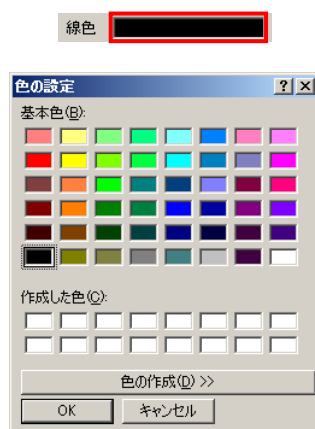 線色
色の設定
基本色(B):
作成した色(C):
色の作成(D) >>
OK
キャンセル